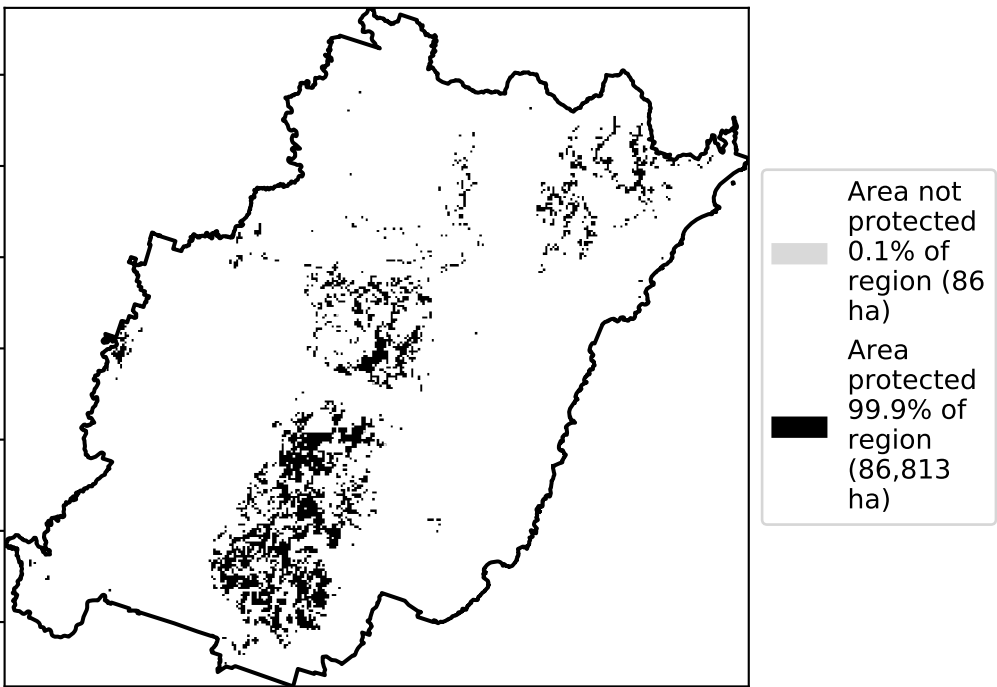 Area not
protected
0.1% of
region (86
ha)
Area
protected
99.9% of
region
(86,813
ha)